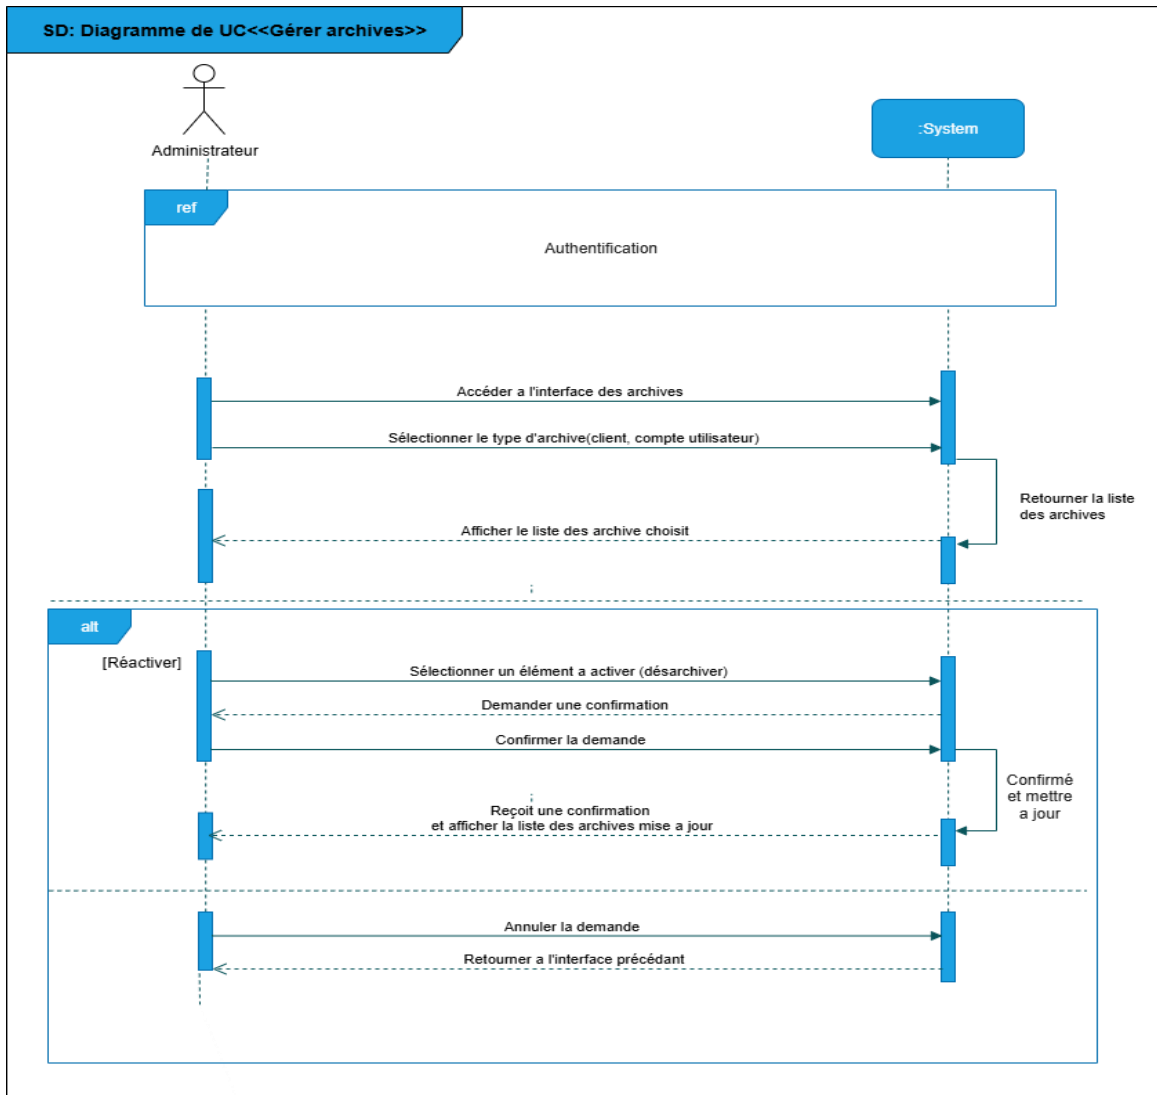 SD: Diagramme de UC<<Gérer archives>>
Administrateur
:System
ref
Authentification
Accéder a l'interface des archives
Sélectionner le type d'archive(client, compte utilisateur)
Retourner la liste
des archives
Afficher le liste des archive choisit
alt
[Réactiver]
Sélectionner un élément a activer (désarchiver)
Demander une confirmation
Confirmer la demande
Confirmé
et mettre
a jour
Reçoit une confirmation
et afficher la liste des archives mise a jour
Annuler la demande
Retourner a l'interface précédant